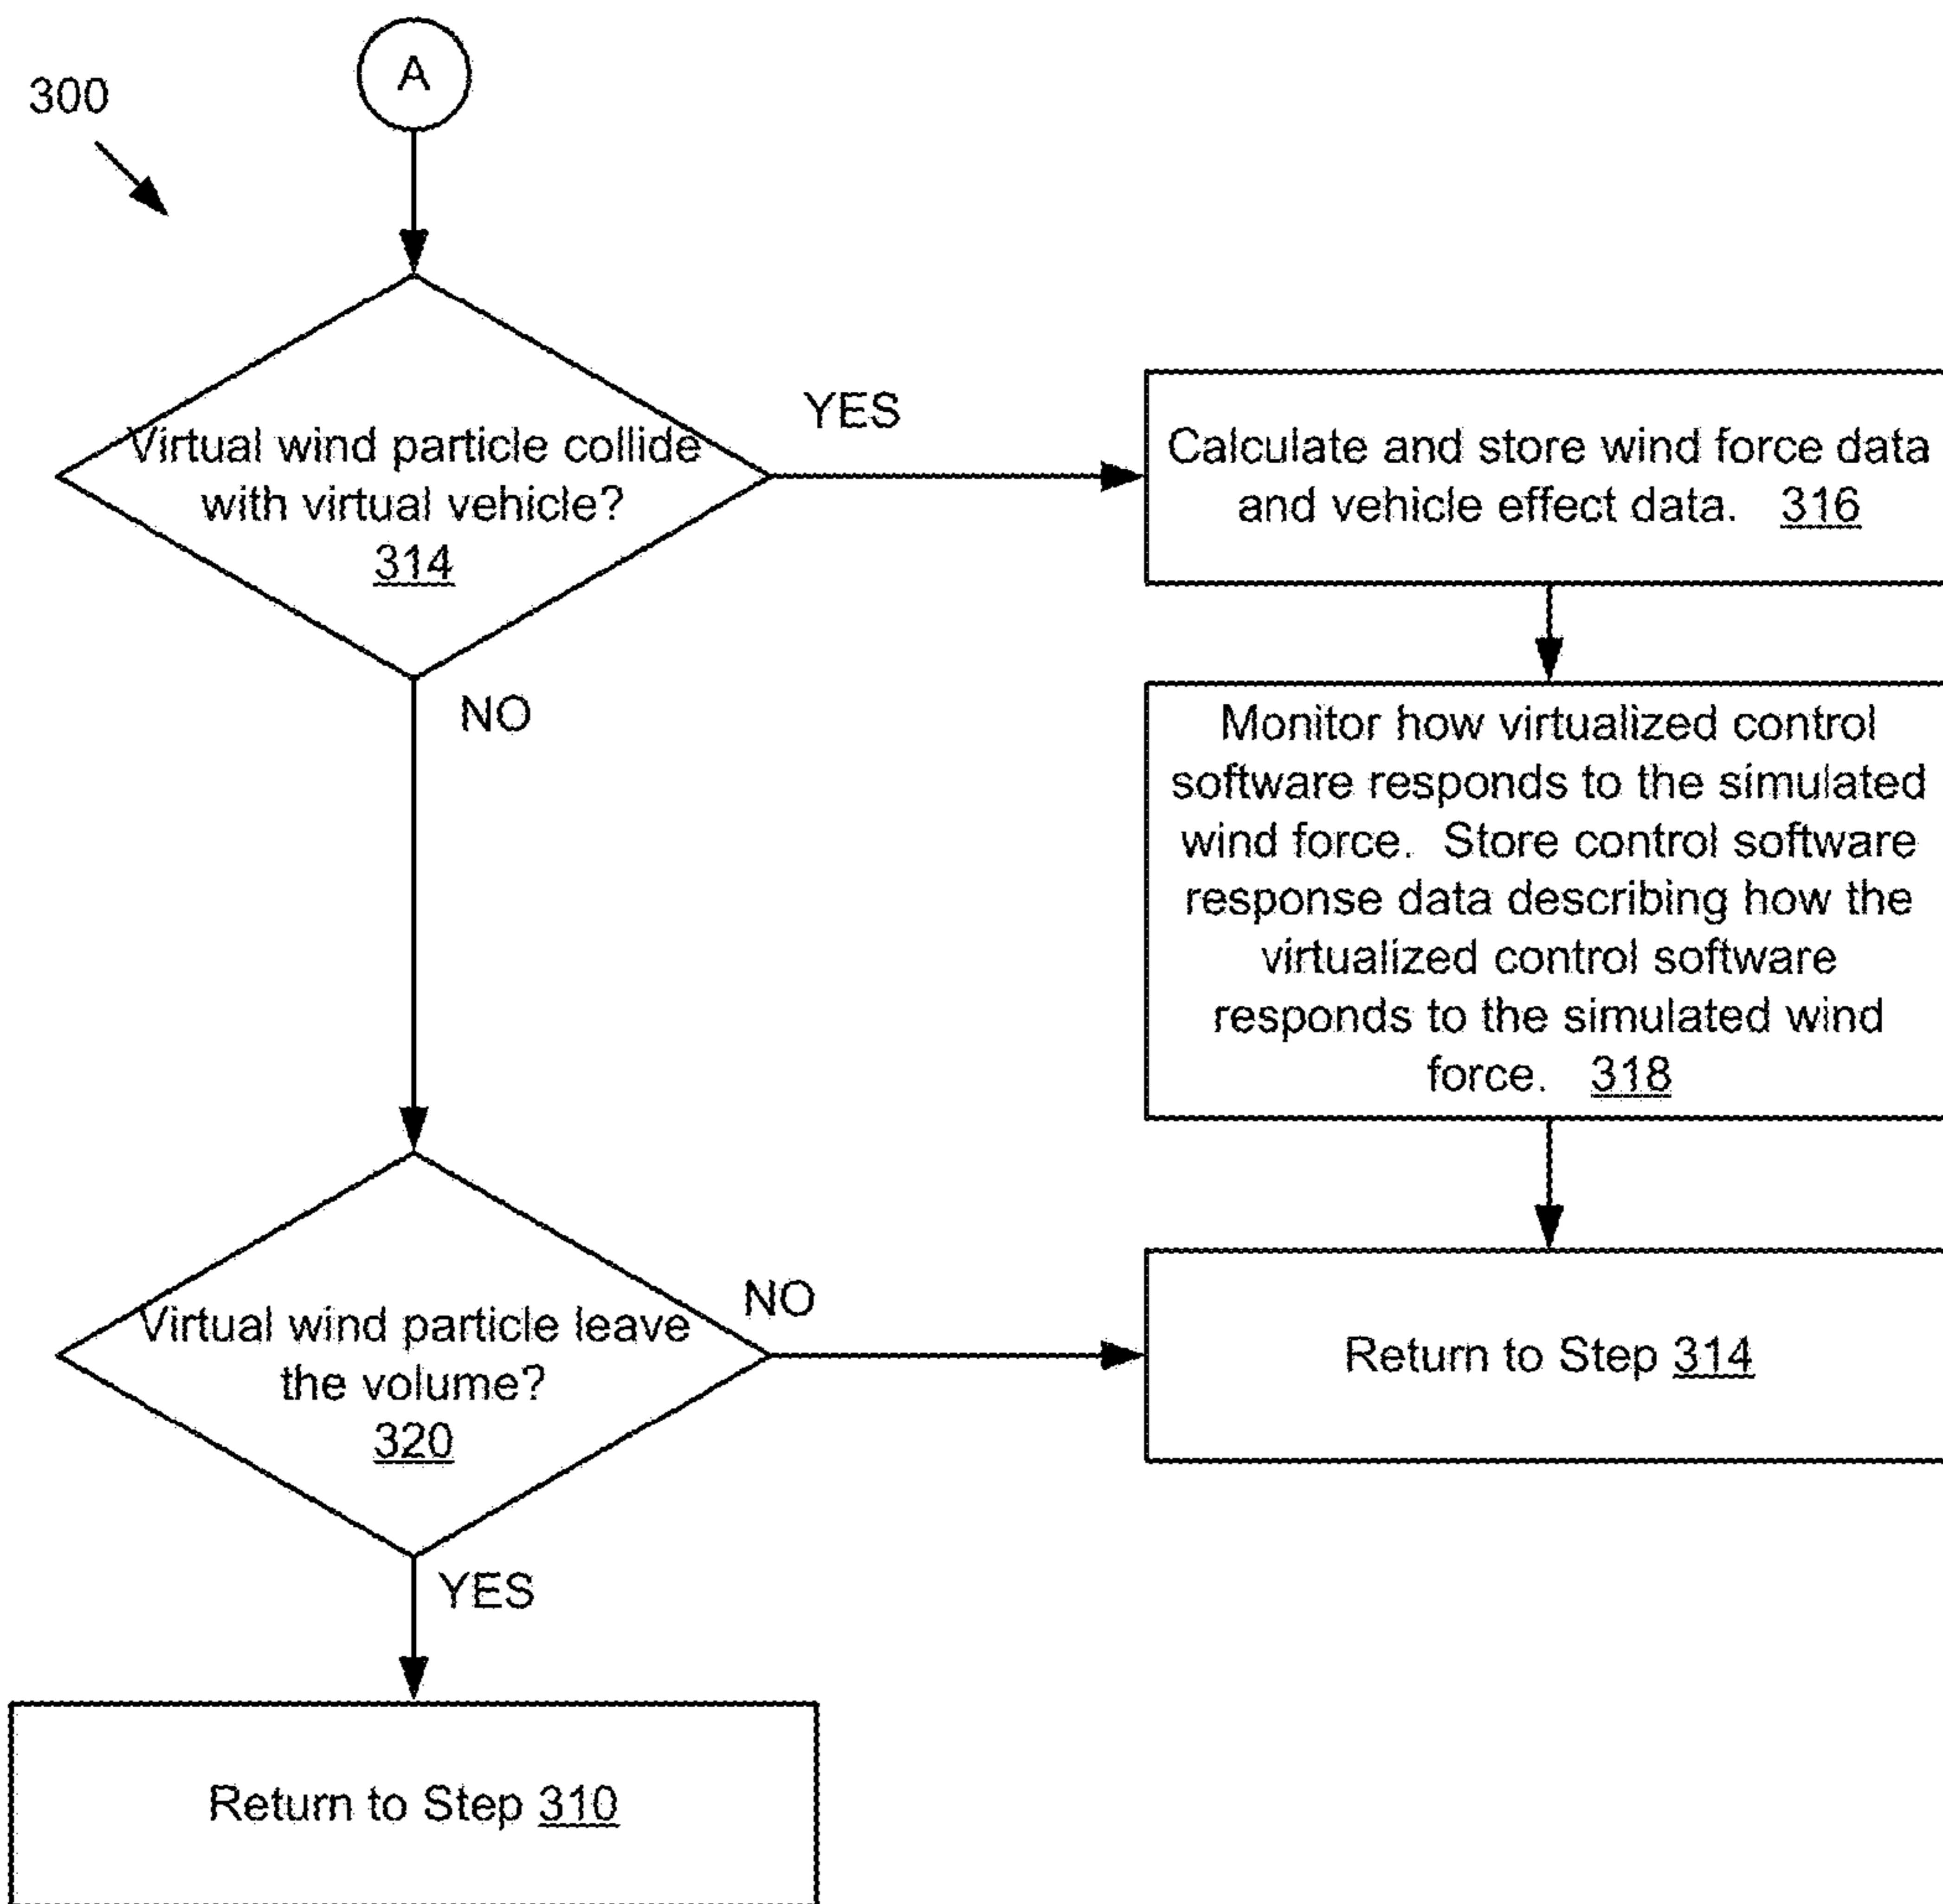 A
300
Virtual wind particle collide
with virtual vehicle?
314
YES
NO
Calculate and store wind force data
and vehicle effect data. 316
Monitor how virtualized control
software responds to the simulated
wind force. Store control software
response data describing how the
virtualized control software
responds to the simulated wind
force. 318
Virtual wind particle leave
the volume?
320
NO
YES
Return to Step 314
Return to Step 310